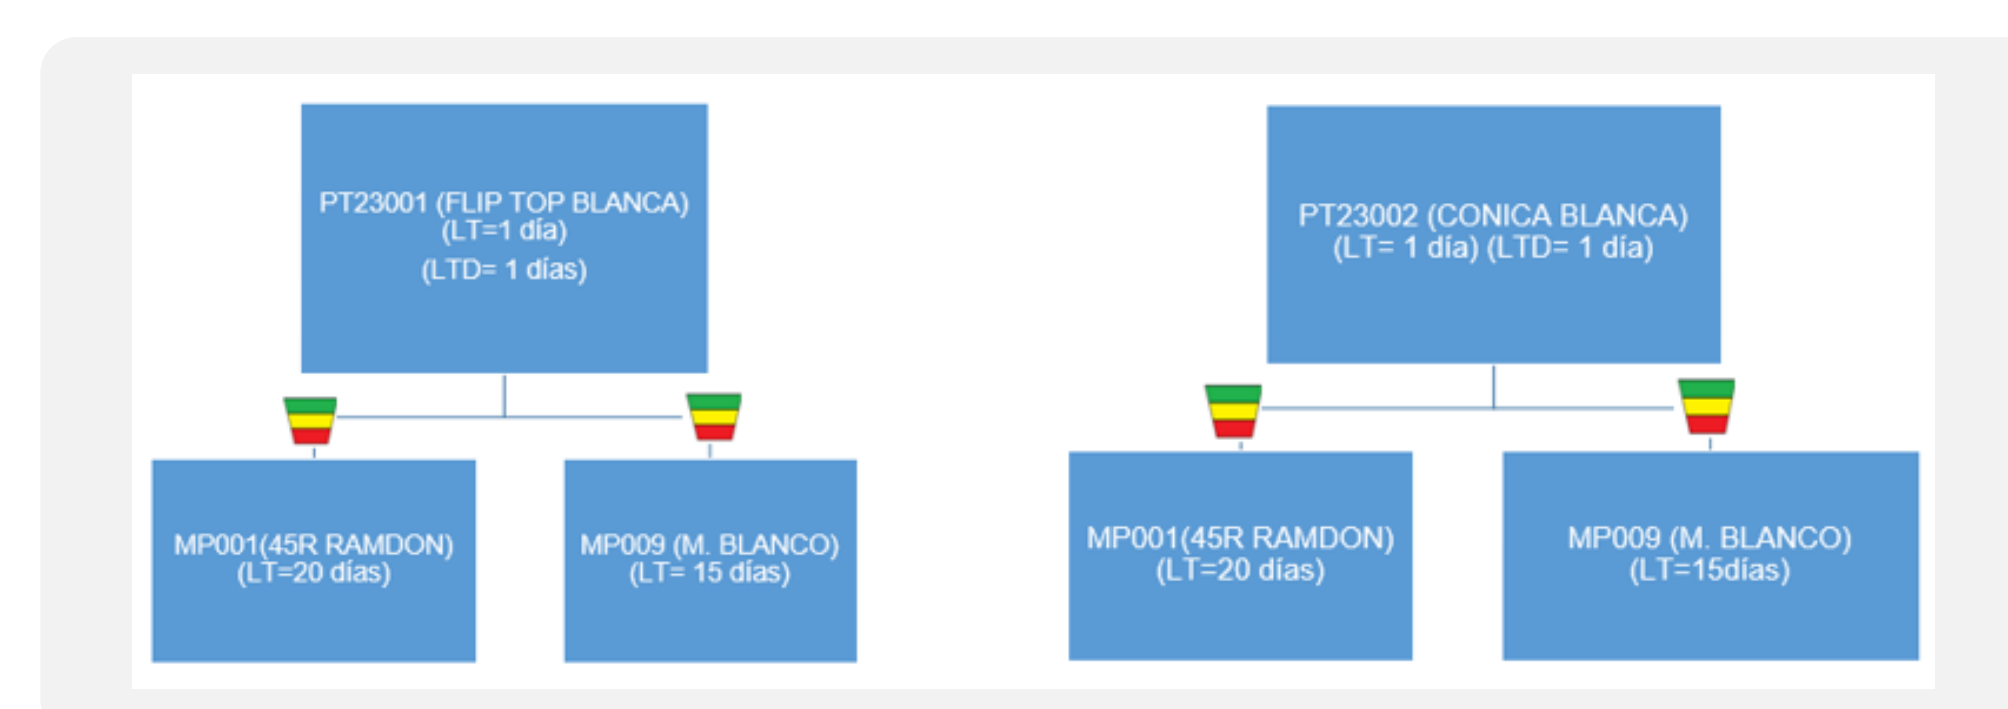 PT23001 (FLIP TOP BLANCA)
(LT=1 día)
(LTD= 1 días)
PT23002 (CONICA BLANCA)
(LT= 1 día) (LTD= 1 día)
MP001(45R RAMDON)
(LT=20 días)
MP009 (M. BLANCO)
(LT= 15 días)
MP001(45R RAMDON)
(LT=20 días)
MP009 (M. BLANCO)
(LT=15días)